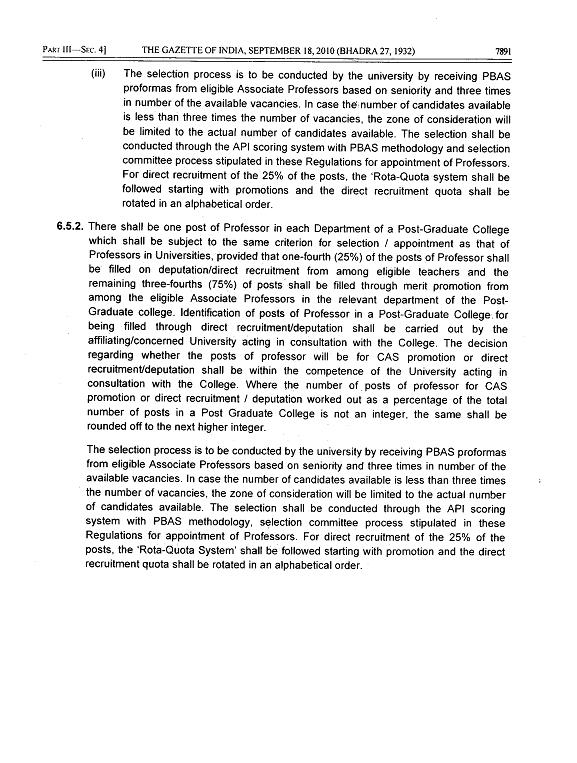 PART III—SEC. 4] THE GAZETTE OF INDIA, SEPTEMBER 18, 2010 (BHADRA 27, 1932) 7891
(iii) The selection process is to be conducted by the university by receiving PBAS
proformas from eligible Associate Professors based on seniority and three times
in number of the available vacancies. In case the number of candidates available
is less than three times the number of vacancies, the zone of consideration will
be limited to the actual number of candidates available. The selection shall be
conducted through the API scoring system with PBAS methodology and selection
committee process stipulated in these Regulations for appointment of Professors.
For direct recruitment of the 25% of the posts, the 'Rota-Quota system shall be
followed starting with promotions and the direct recruitment quota shall be
rotated in an alphabetical order.
6.5.2. There shall be one post of Professor in each Department of a Post-Graduate College
which shall be subject to the same criterion for selection / appointment as that of
Professors in Universities, provided that one-fourth (25%) of the posts of Professor shall
be filled on deputation/direct recruitment from among eligible teachers and the
remaining three-fourths (75%) of posts shall be filled through merit promotion from
among the eligible Associate Professors in the relevant department of the Post-
Graduate college. Identification of posts of Professor in a Post-Graduate College for
being filled through direct recruitment/deputation shall be carried out by the
affiliating/concerned University acting in consultation with the College. The decision
regarding whether the posts of professor will be for CAS promotion or direct
recruitment/deputation shall be within the competence of the University acting in
consultation with the College. Where the number of posts of professor for CAS
promotion or direct recruitment / deputation worked out as a percentage of the total
number of posts in a Post Graduate College is not an integer, the same shall be
rounded off to the next higher integer.
The selection process is to be conducted by the university by receiving PBAS proformas
from eligible Associate Professors based on seniority and three times in number of the
available vacancies. In case the number of candidates available is less than three times
the number of vacancies, the zone of consideration will be limited to the actual number
of candidates available. The selection shall be conducted through the API scoring
system with PBAS methodology, selection committee process stipulated in these
Regulations for appointment of Professors. For direct recruitment of the 25% of the
posts, the 'Rota-Quota System' shall be followed starting with promotion and the direct
recruitment quota shall be rotated in an alphabetical order.